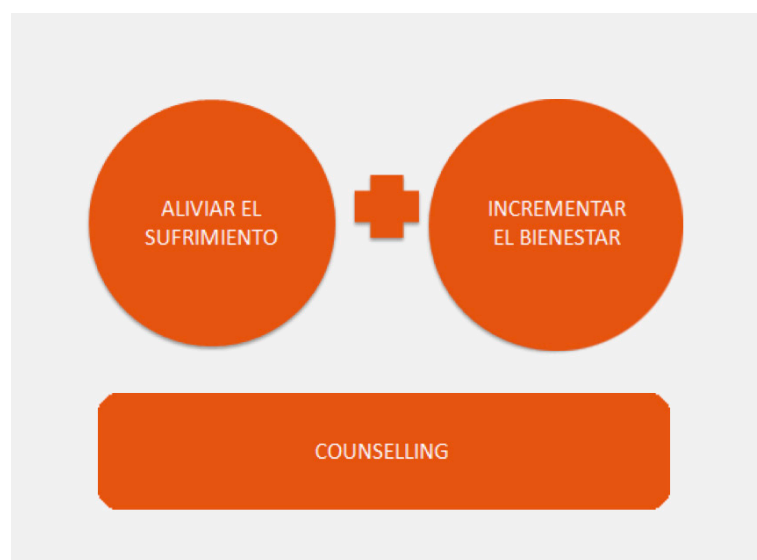 ALIVIAR EL
SUFRIMIENTO
INCREMENTAR
EL BIENESTAR
COUNSELLING